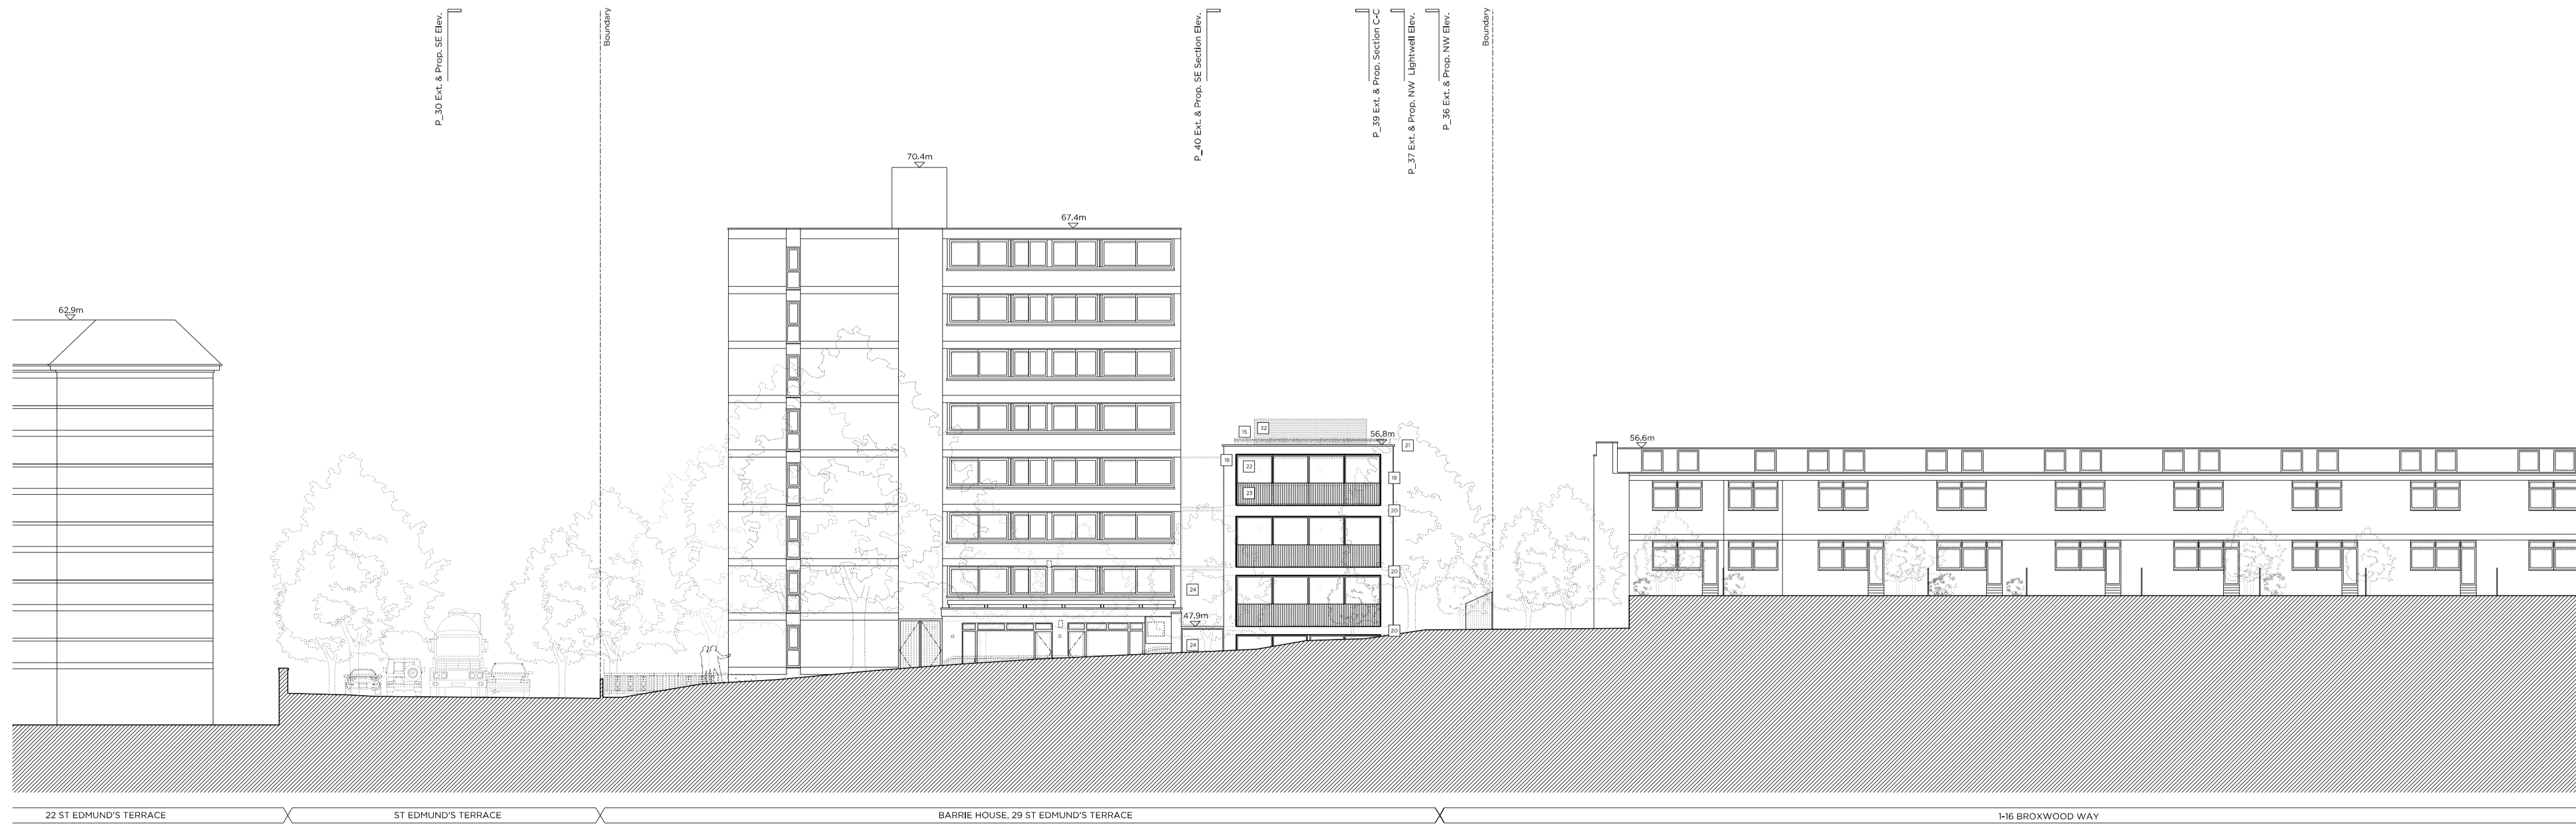 P_30 Ext. & Prop. SE Elev.
Boundary
P_40 Ext. & Prop. SE Section Elev.
P_39 Ext. & Prop. Section C-C
P_37 Ext. & Prop. NW Lightwell Elev.
P_36 Ext. & Prop. NW Elev.
Boundary
70.4m
67.4m
62.9m
15
32
56.8m
21
56.6m
18
22
19
23
20
20
24
47.9m
20
24
22 ST EDMUND'S TERRACE
ST EDMUND'S TERRACE
BARRIE HOUSE, 29 ST EDMUND'S TERRACE
1-16 BROXWOOD WAY